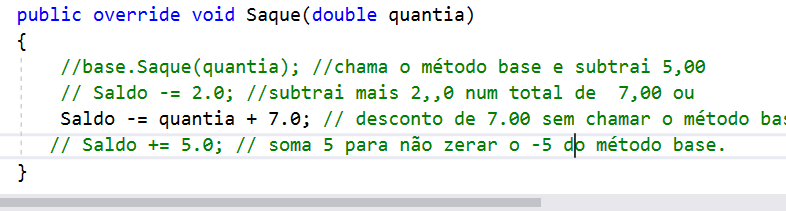 public override void Saque(double quantia)
{
//base.Saque(quantia); //chama o método base e subtrai 5,00
// Saldo -= 2.0; //subtrai mais 2,,0 num total de  7,00 ou
Saldo -= quantia + 7.0; // desconto de 7.00 sem chamar o método bas
// Saldo += 5.0; // soma 5 para não zerar o -5 do método base.
}